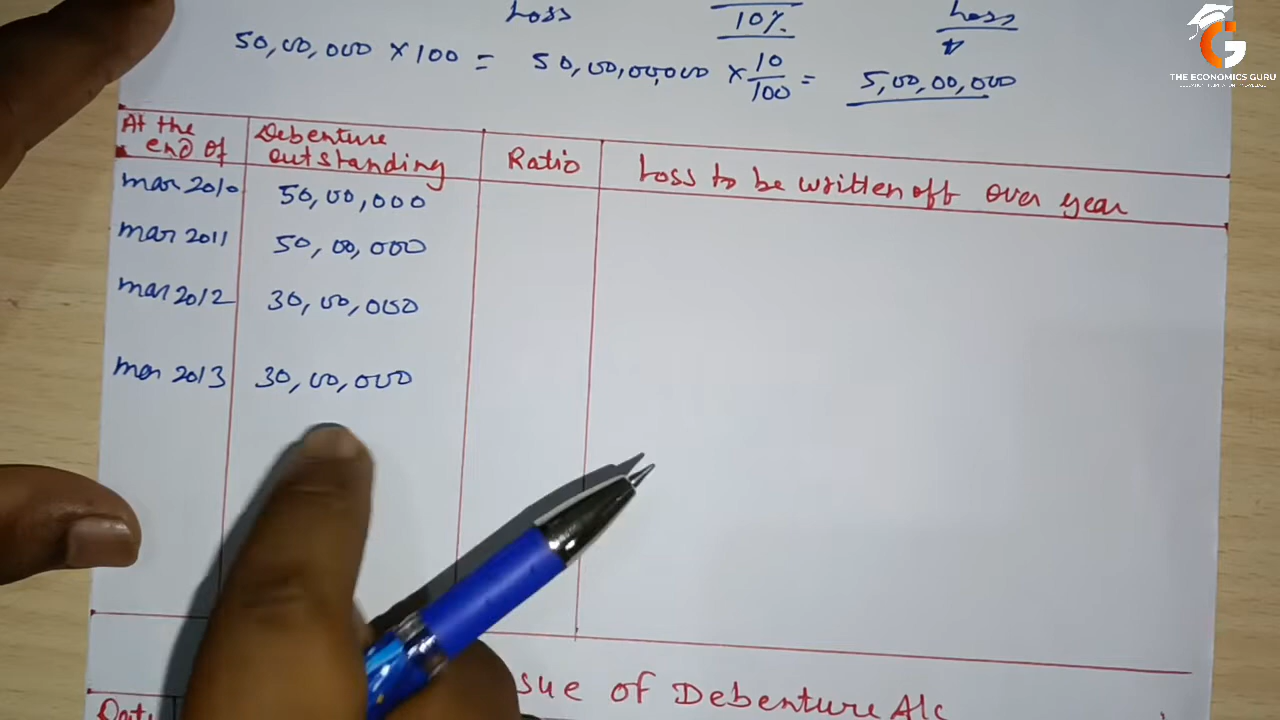 Loss 10% Loss
50,00,000 × 100 = 50,00,00,000 × 10/100 = 5,00,00,000
THE ECONOMICS GURU
At the end of
Debenture outstanding
Ratio
Loss to be written off over year
mar 2010 50,00,000
mar 2011 50,00,000
mar 2012 30,00,000
mar 2013 30,00,000
sue of Debenture A/c
Date